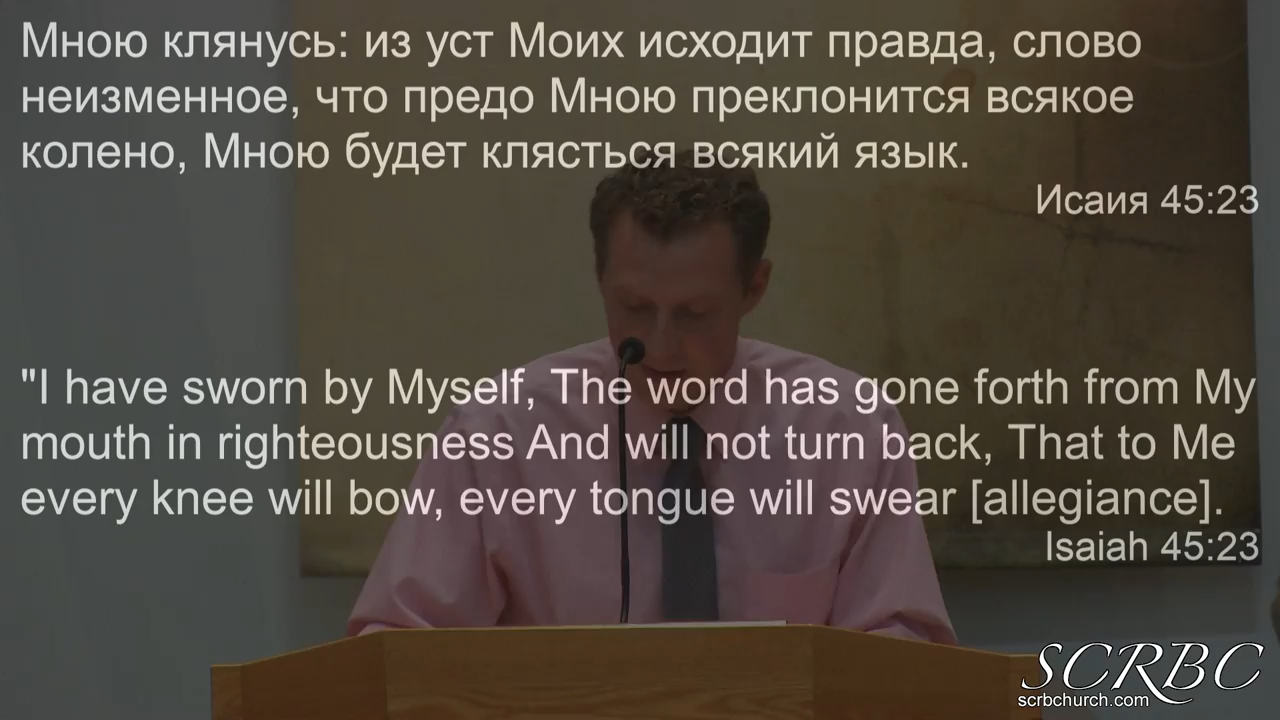 Мною клянусь: из уст Моих исходит правда, слово
неизменное, что предо Мною преклонится всякое
колено, Мною будет клясться всякий язык.
Исаия 45:23
"I have sworn by Myself, The word has gone forth from My
mouth in righteousness And will not turn back, That to Me
every knee will bow, every tongue will swear [allegiance].
Isaiah 45:23
SCRBC
scrbchurch.com